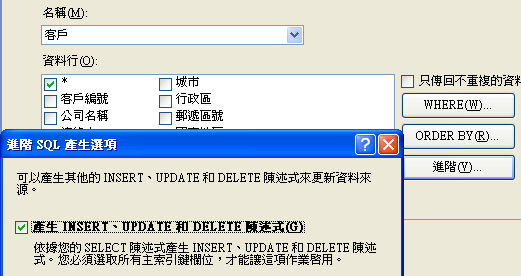 名稱(M):
客戶
資料行(O):
*
城市
只傳回不重複的資料
客戶編號
行政區
WHERE(W)...
公司名稱
郵遞區號
ORDER BY(R)...
進階 SQL 產生選項
進階(V)...
可以產生其他的 INSERT、UPDATE 和 DELETE 陳述式來更新資料來
源。
產生 INSERT、UPDATE 和 DELETE 陳述式(G)
依據您的 SELECT 陳述式產生 INSERT、UPDATE 和 DELETE 陳述
式。您必須選取所有主索引鍵欄位，才能讓這項作業啓用。